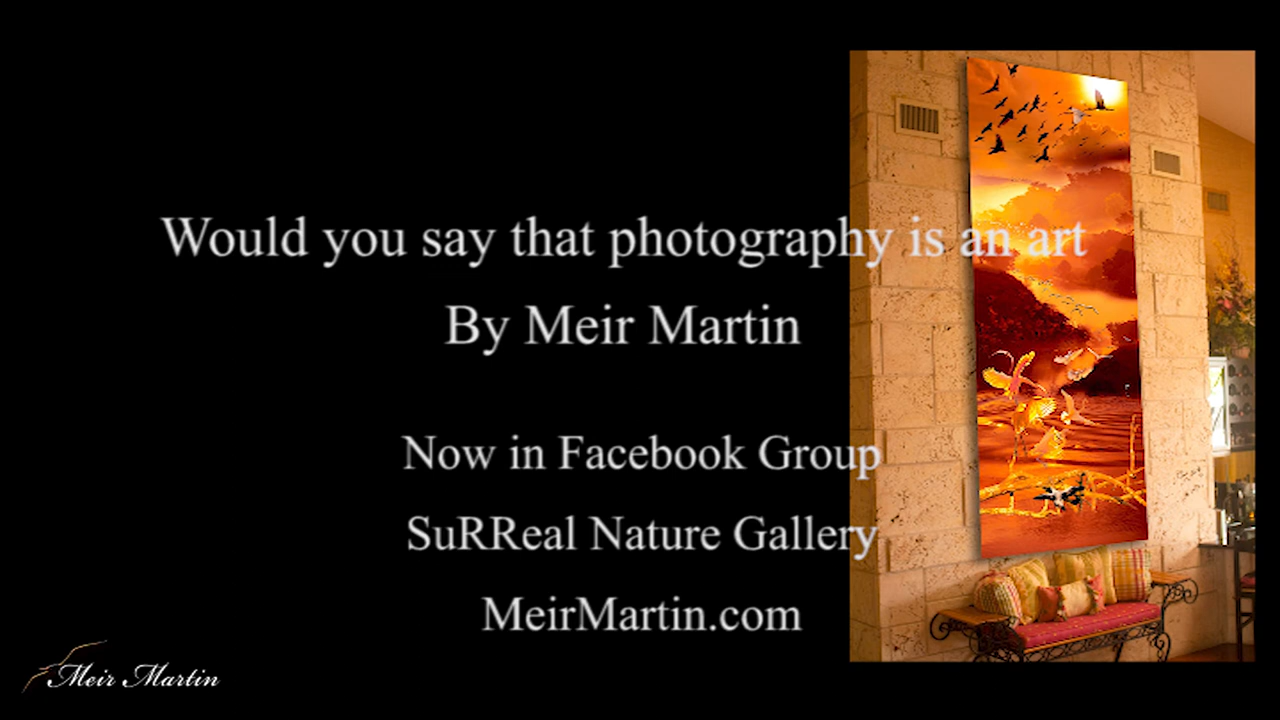 Would you say that photography is an art
By Meir Martin
Now in Facebook Group
SuRReal Nature Gallery
MeirMartin.com
Meir Martin